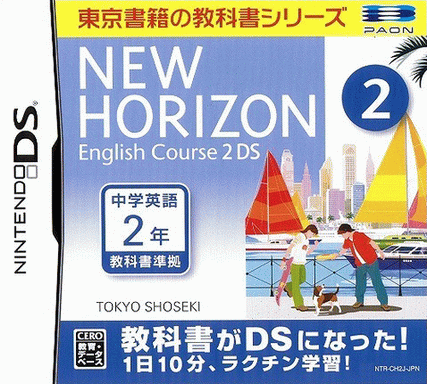 東京書籍の教科書シリーズ
PAON
NEW
HORIZON
English Course 2 DS
2
中学英語
2年
教科書準拠
TOKYO SHOSEKI
NINTENDO DS
CERO
教育・
データ
ベース
教科書がDSになった!
1日10分、ラクチン学習!
NTR-CH2J-JPN